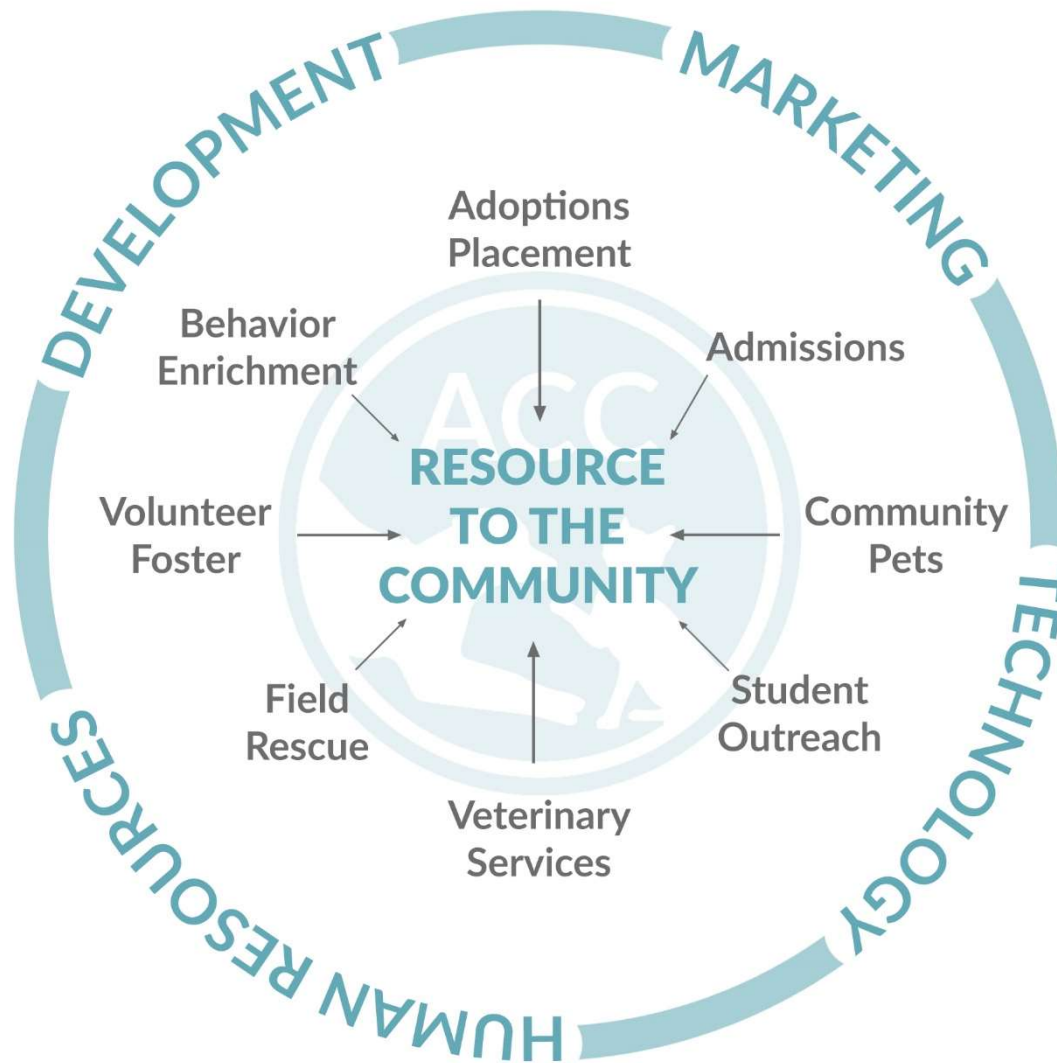 DEVELOPMENT
MARKETING
Adoptions
Placement
Behavior
Enrichment
Admissions
ACC
RESOURCE
TO THE
COMMUNITY
Volunteer
Foster
Community
Pets
Field
Rescue
Student
Outreach
Veterinary
Services
HUMAN RESOURCES
TECHNOLOGY